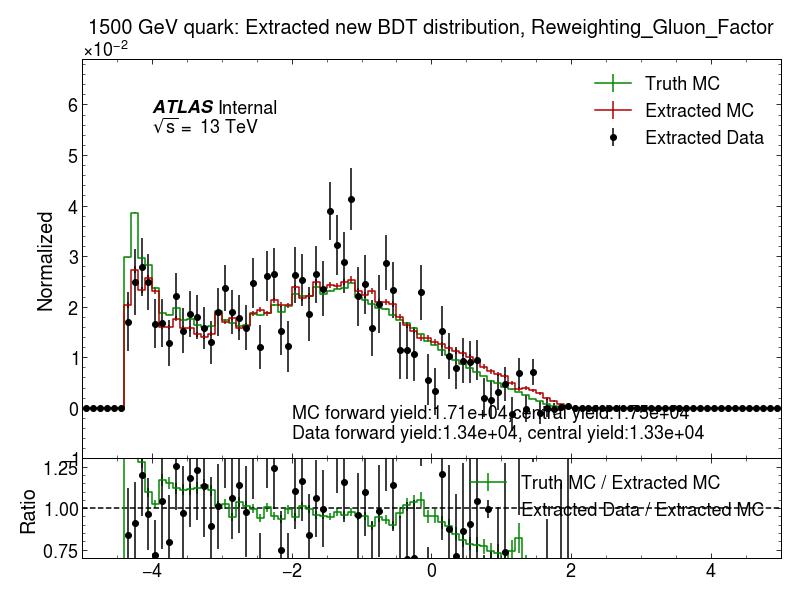 1500 GeV quark: Extracted new BDT distribution, Reweighting_Gluon_Factor
×10⁻²
ATLAS Internal
√s = 13 TeV
Truth MC
Extracted MC
Extracted Data
Normalized
6
5
4
3
2
1
0
MC forward yield:1.71e+04,central yield:1.75e+04
Data forward yield:1.34e+04, central yield:1.33e+04
1
Ratio
1.25
1.00
0.75
Truth MC / Extracted MC
Extracted Data / Extracted MC
−4
−2
0
2
4